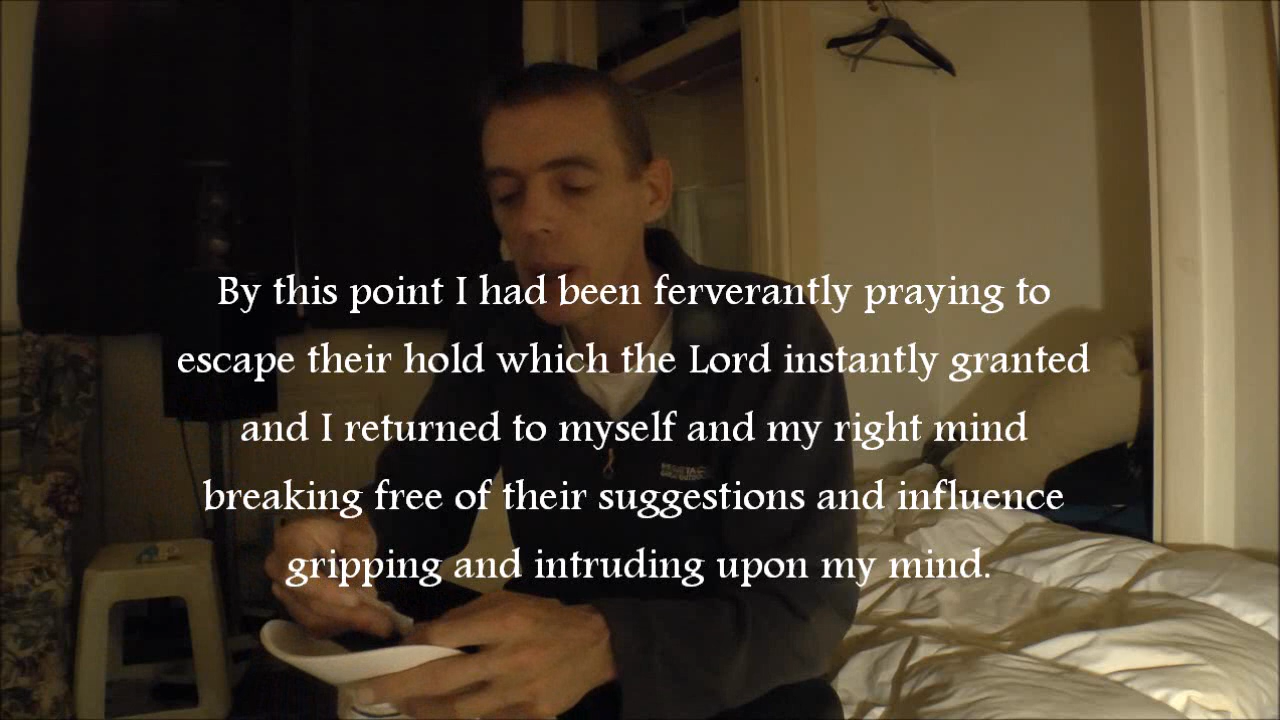 By this point I had been ferverantly praying to
escape their hold which the Lord instantly granted
and I returned to myself and my right mind
breaking free of their suggestions and influence
gripping and intruding upon my mind.